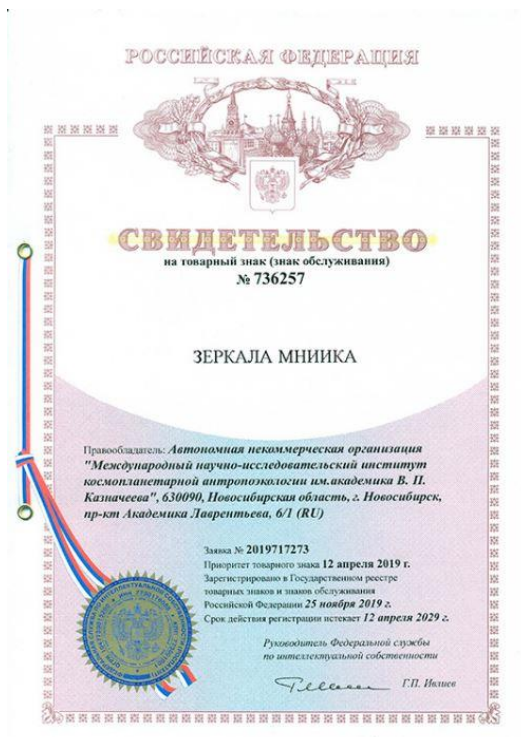 РОССИЙСКАЯ ФЕДЕРАЦИЯ
СВИДЕТЕЛЬСТВО
на товарный знак (знак обслуживания)
№ 736257
ЗЕРКАЛА МНИИКА
Правообладатель: Автономная некоммерческая организация
"Международный научно-исследовательский институт
космопланетарной антропоэкологии им.академика В. П.
Казначеева", 630090, Новосибирская область, г. Новосибирск,
пр-кт Академика Лаврентьева, 6/1 (RU)
Заявка № 2019717273
Приоритет товарного знака 12 апреля 2019 г.
Зарегистрировано в Государственном реестре
товарных знаков и знаков обслуживания
Российской Федерации 25 ноября 2019 г.
Срок действия регистрации истекает 12 апреля 2029 г.
Руководитель Федеральной службы
по интеллектуальной собственности
Г.П. Ивлиев